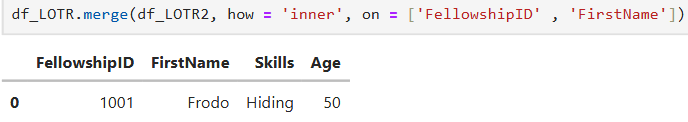 df_LOTR.merge(df_LOTR2, how = 'inner', on = ['FellowshipID' , 'FirstName'])
FellowshipID FirstName Skills Age
0 1001 Frodo Hiding 50